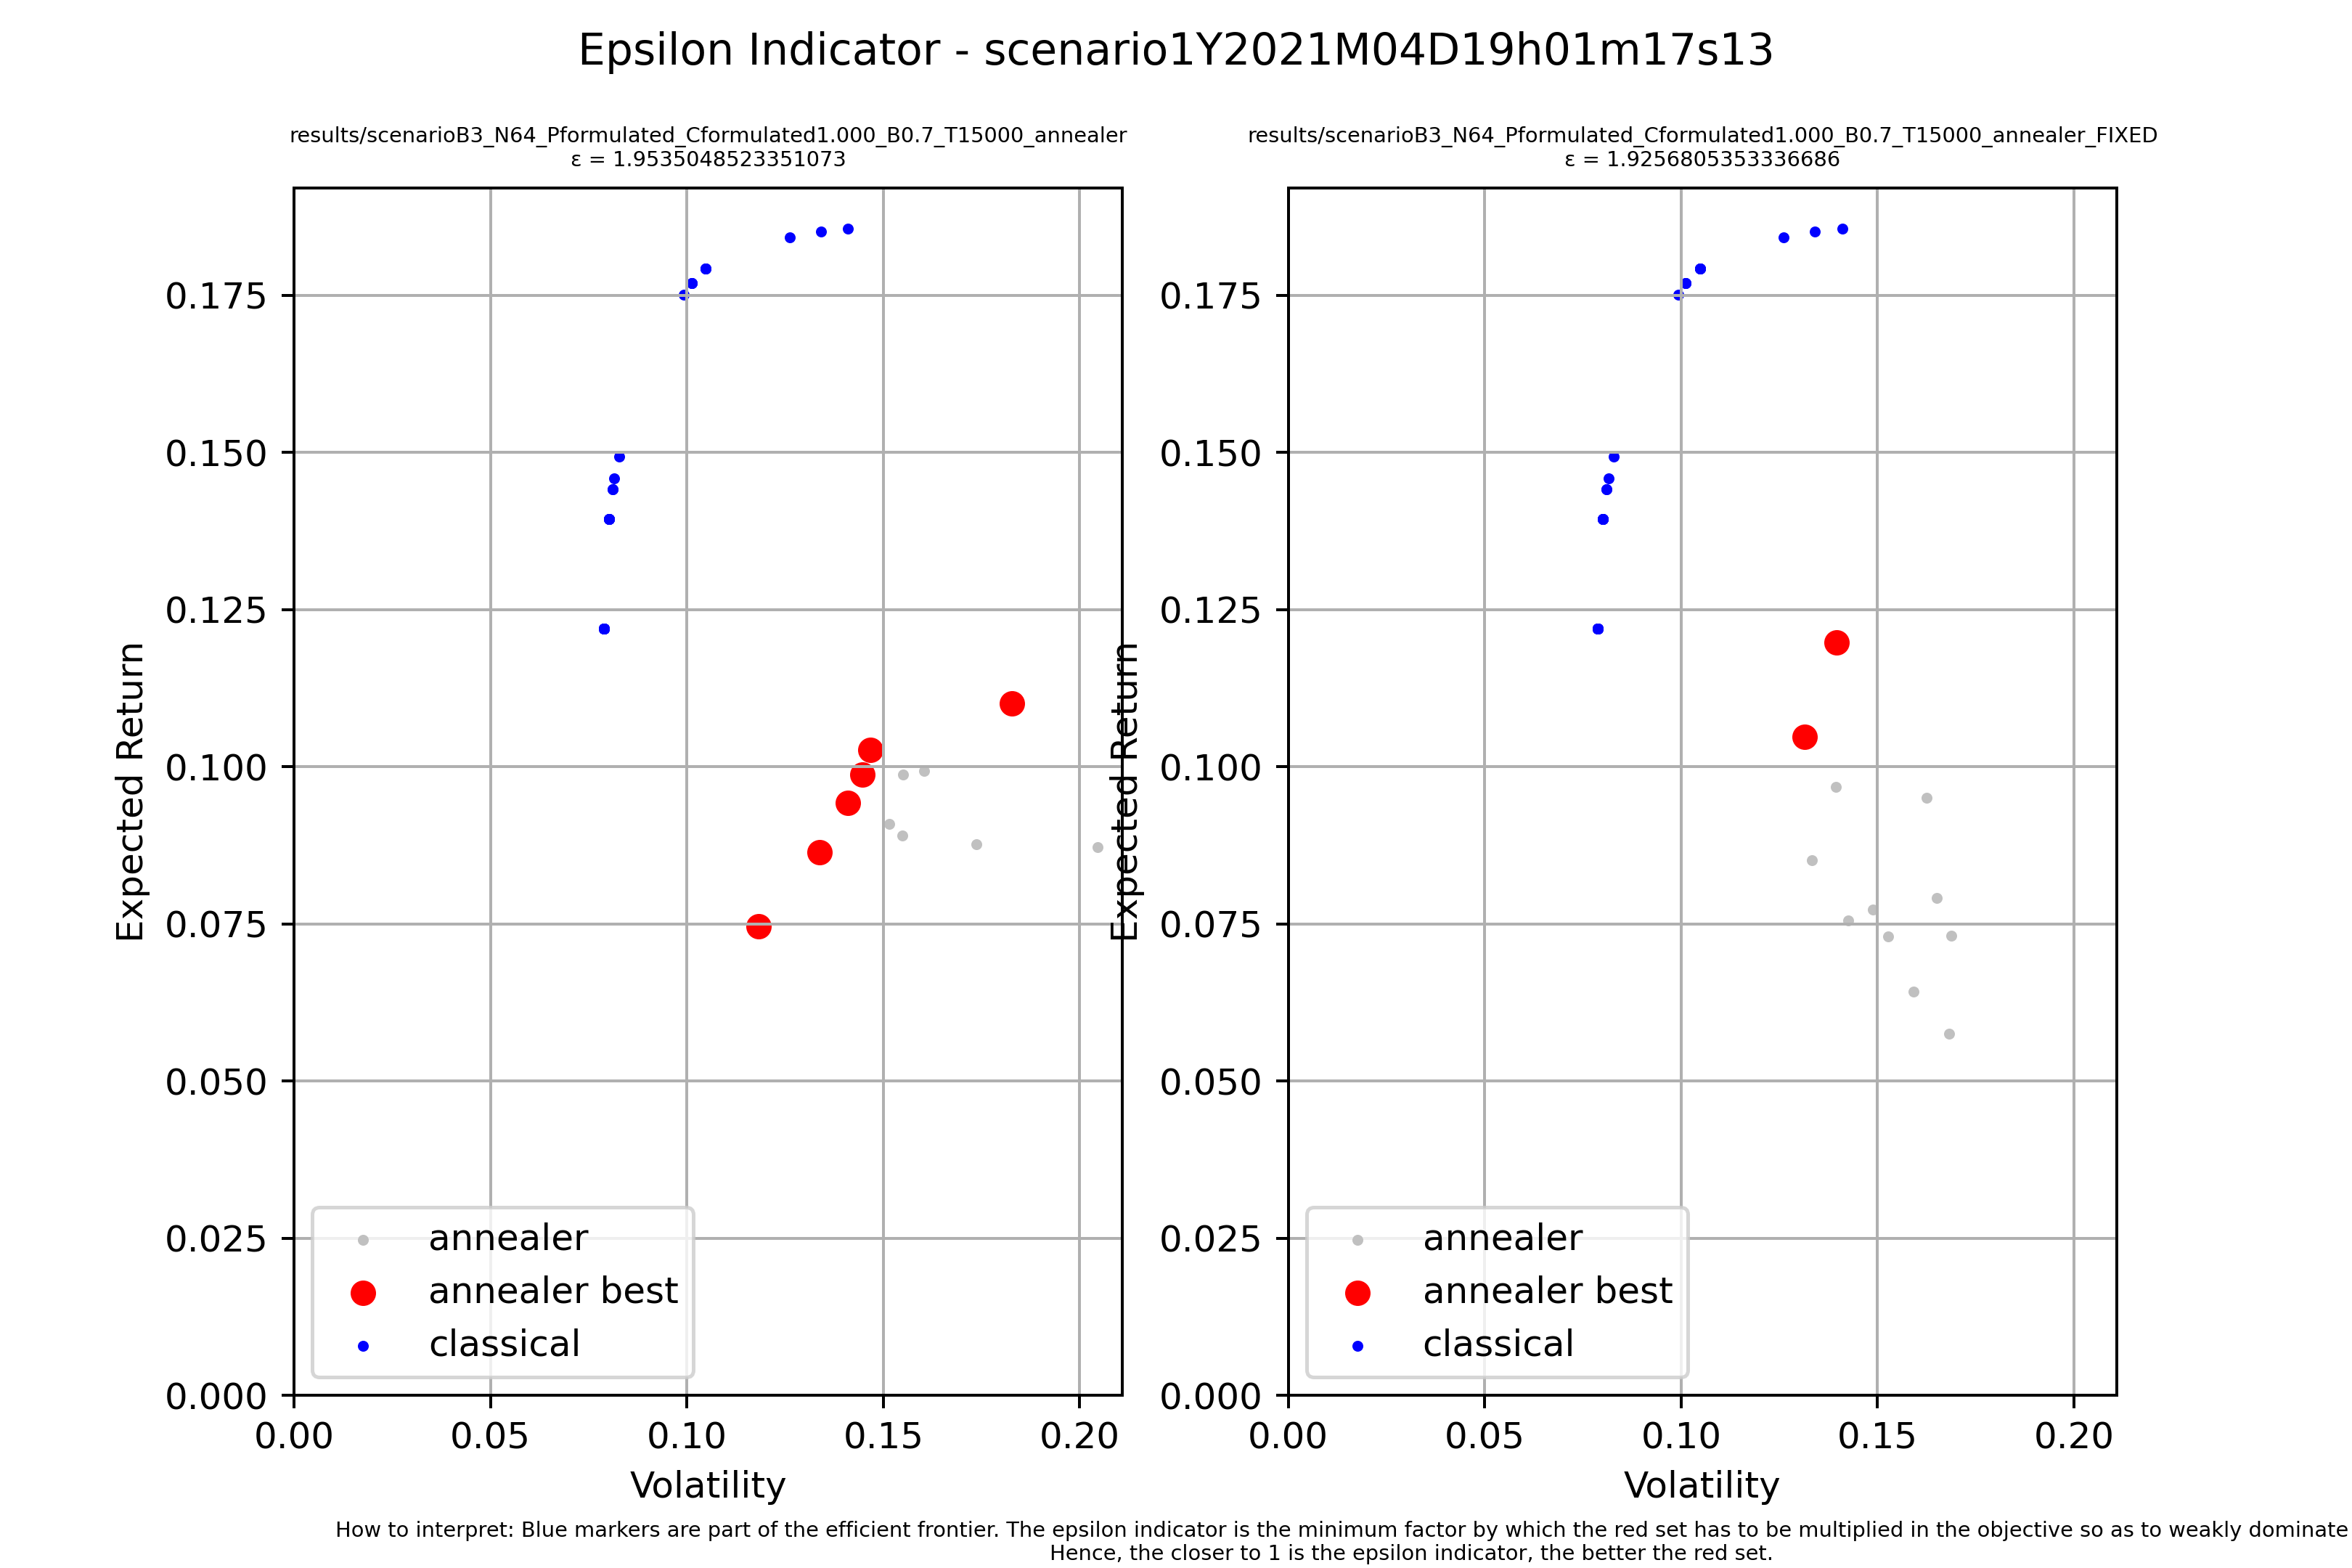 Epsilon Indicator - scenario1Y2021M04D19h01m17s13
results/scenarioB3_N64_Pformulated_Cformulated1.000_B0.7_T15000_annealer
ε = 1.9535048523351073
0.175
0.150
0.125
0.100
0.075
0.050
0.025
0.000
Expected Return
annealer
annealer best
classical
0.00 0.05 0.10 0.15 0.20
Volatility
results/scenarioB3_N64_Pformulated_Cformulated1.000_B0.7_T15000_annealer_FIXED
ε = 1.9256805353336686
0.175
0.150
0.125
0.100
0.075
0.050
0.025
0.000
Expected Return
annealer
annealer best
classical
0.00 0.05 0.10 0.15 0.20
Volatility
How to interpret: Blue markers are part of the efficient frontier. The epsilon indicator is the minimum factor by which the red set has to be multiplied in the objective so as to weakly dominate
Hence, the closer to 1 is the epsilon indicator, the better the red set.